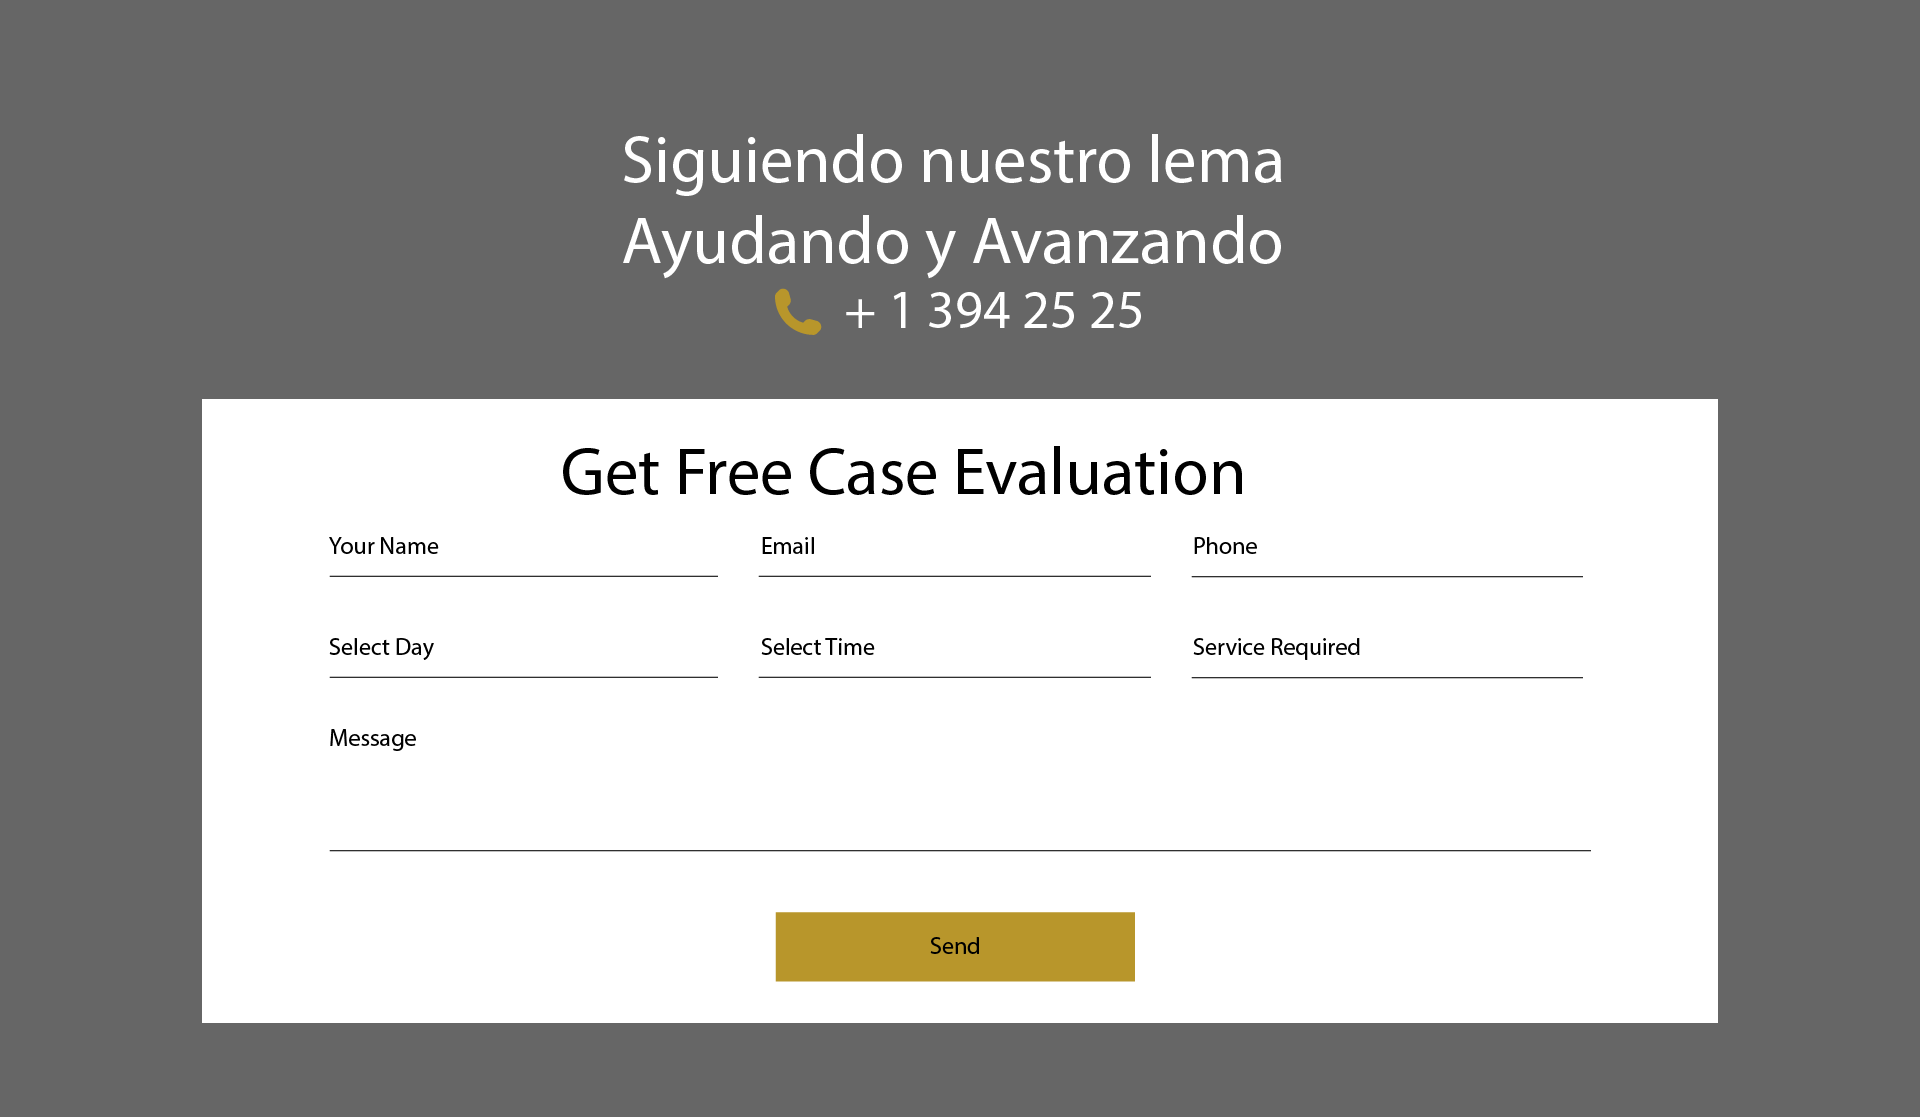 Siguiendo nuestro lema
Ayudando y Avanzando
+ 1 394 25 25
Get Free Case Evaluation
Your Name Email Phone
Select Day Select Time Service Required
Message
Send